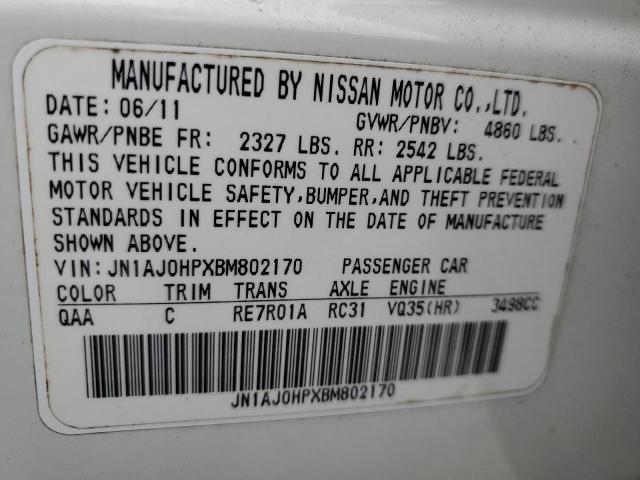 MANUFACTURED BY NISSAN MOTOR CO.,LTD.
DATE: 06/11 GVWR/PNBV: 4860 LBS.
GAWR/PNBE FR: 2327 LBS. RR: 2542 LBS.
THIS VEHICLE CONFORMS TO ALL APPLICABLE FEDERAL
MOTOR VEHICLE SAFETY,BUMPER,AND THEFT PREVENTION
STANDARDS IN EFFECT ON THE DATE OF MANUFACTURE
SHOWN ABOVE.
VIN: JN1AJ0HPXBM802170 PASSENGER CAR
COLOR TRIM TRANS AXLE ENGINE
QAA C RE7R01A RC31 VQ35(HR) 3498CC
JN1AJ0HPXBM802170